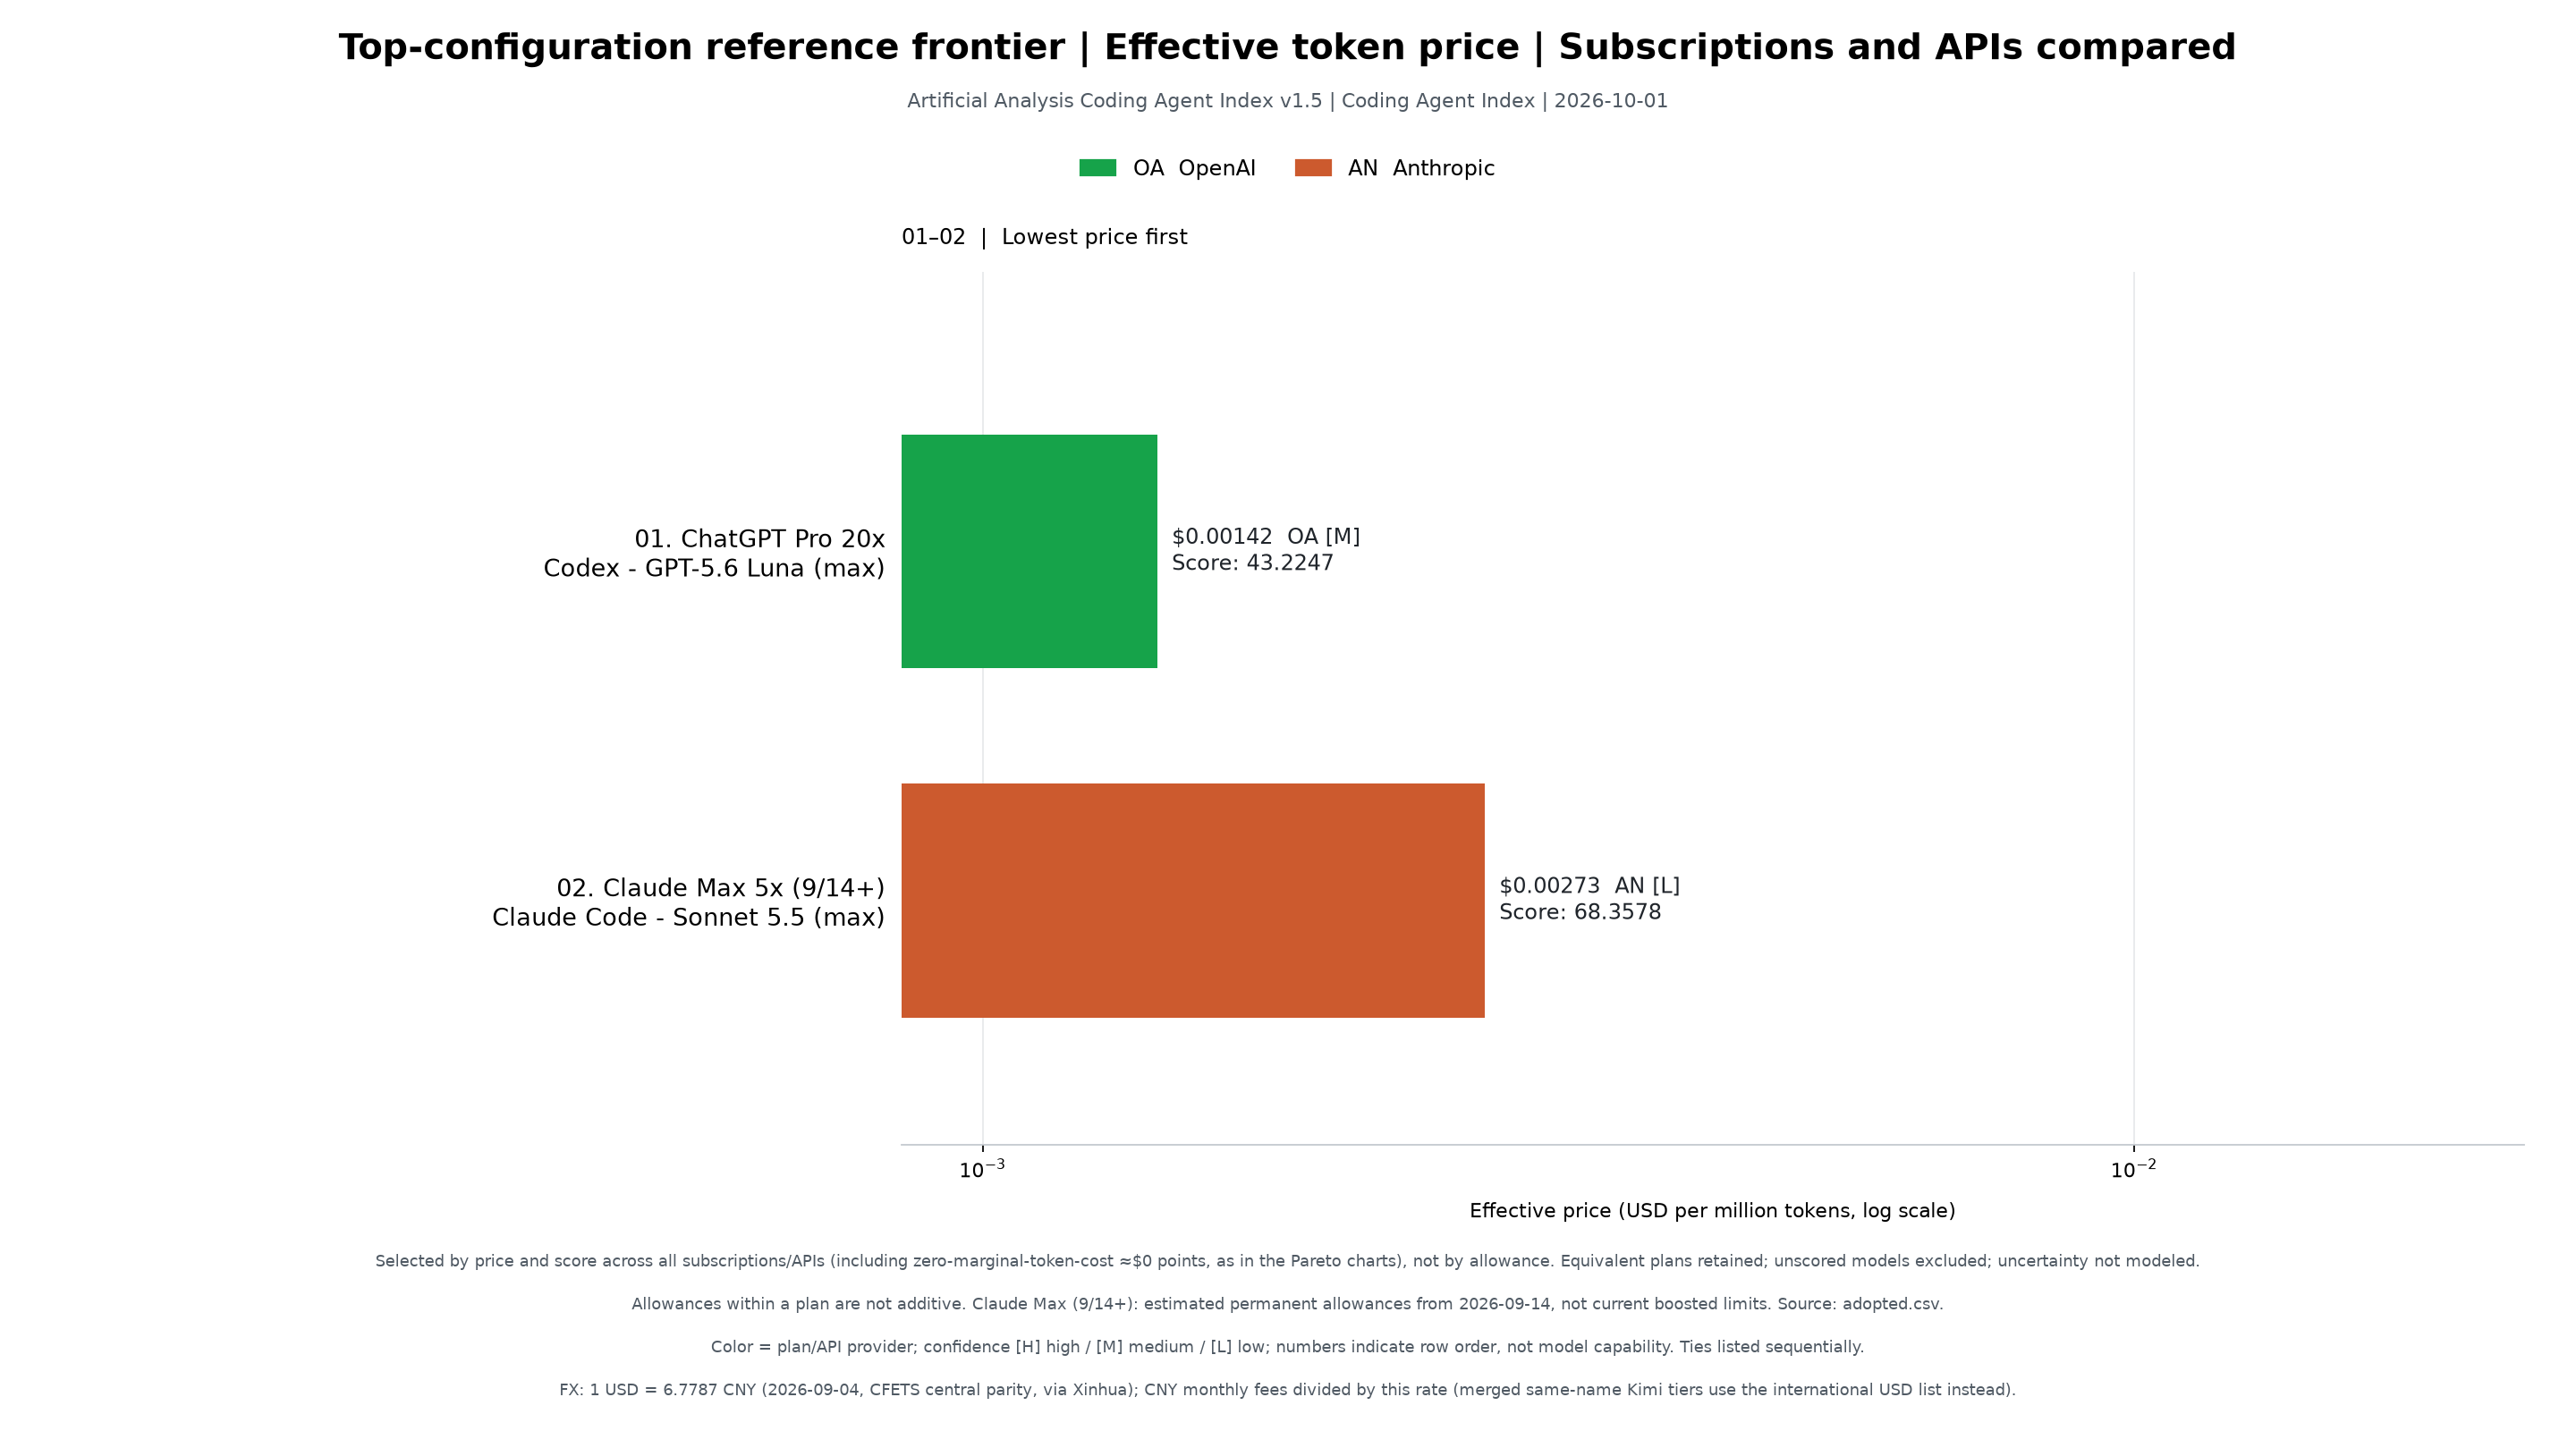 Top-configuration reference frontier | Effective token price | Subscriptions and APIs compared
Artificial Analysis Coding Agent Index v1.5 | Coding Agent Index | 2026-10-01
OA OpenAI AN Anthropic
01–02 | Lowest price first
01. ChatGPT Pro 20x
Codex - GPT-5.6 Luna (max)
$0.00142 OA [M]
Score: 43.2247
02. Claude Max 5x (9/14+)
Claude Code - Sonnet 5.5 (max)
$0.00273 AN [L]
Score: 68.3578
10⁻³ 10⁻²
Effective price (USD per million tokens, log scale)
Selected by price and score across all subscriptions/APIs (including zero-marginal-token-cost ≈$0 points, as in the Pareto charts), not by allowance. Equivalent plans retained; unscored models excluded; uncertainty not modeled.
Allowances within a plan are not additive. Claude Max (9/14+): estimated permanent allowances from 2026-09-14, not current boosted limits. Source: adopted.csv.
Color = plan/API provider; confidence [H] high / [M] medium / [L] low; numbers indicate row order, not model capability. Ties listed sequentially.
FX: 1 USD = 6.7787 CNY (2026-09-04, CFETS central parity, via Xinhua); CNY monthly fees divided by this rate (merged same-name Kimi tiers use the international USD list instead).